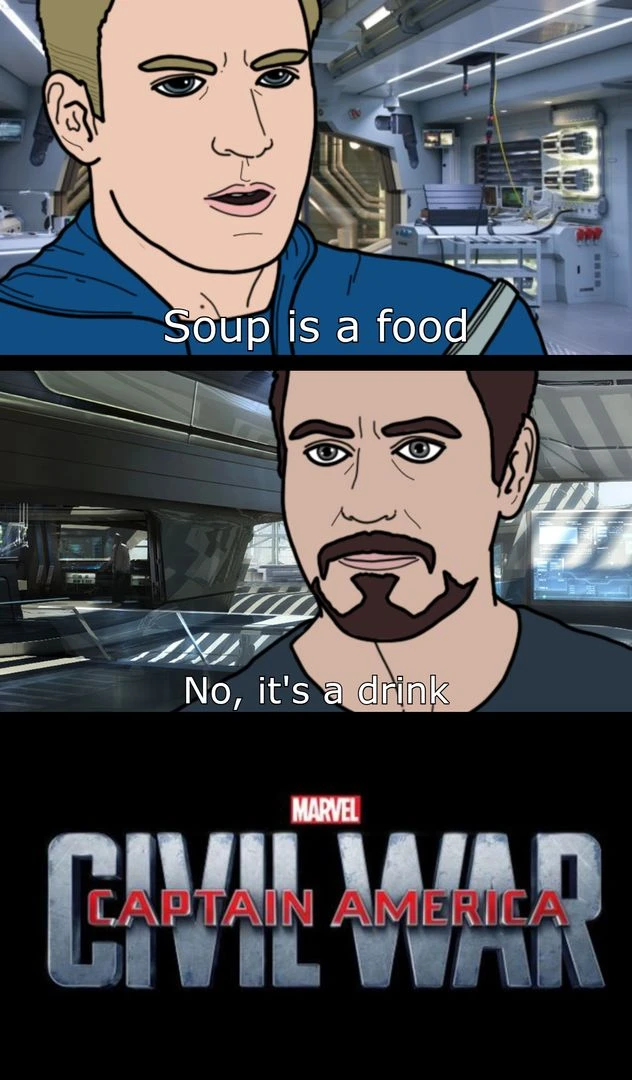 Soup is a food
No, it's a drink
MARVEL
CIVIL WAR
CAPTAIN AMERICA